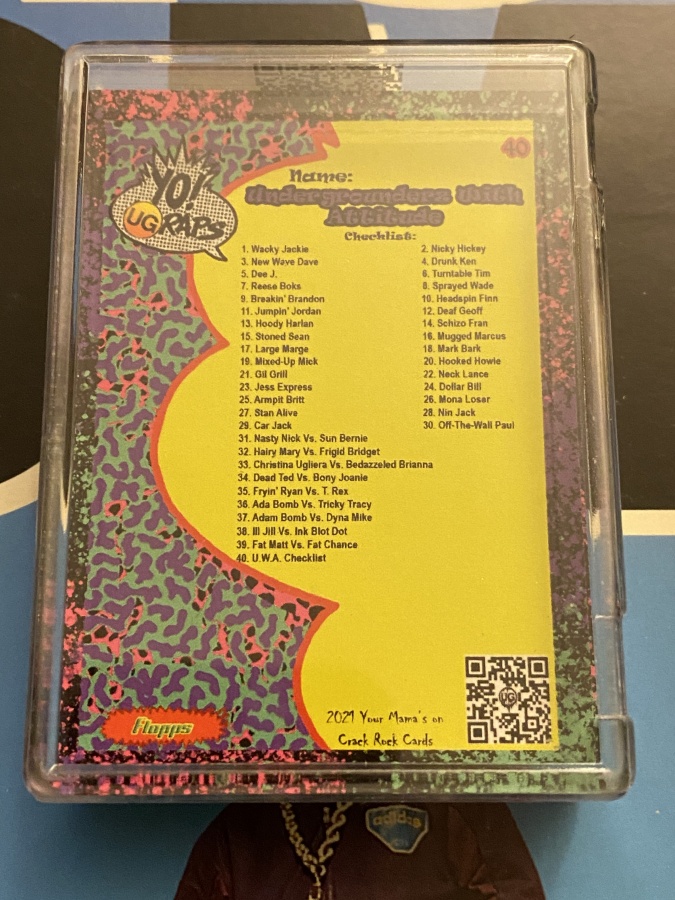 40
YO!
UG RAPS
Name:
Undergrounderz With
Attitude
Checklist:
1. Wacky Jackie 2. Nicky Hickey
3. New Wave Dave 4. Drunk Ken
5. Dee J. 6. Turntable Tim
7. Reese Boks 8. Sprayed Wade
9. Breakin' Brandon 10. Headspin Finn
11. Jumpin' Jordan 12. Deaf Geoff
13. Hoody Harlan 14. Schizo Fran
15. Stoned Sean 16. Mugged Marcus
17. Large Marge 18. Mark Bark
19. Mixed-Up Mick 20. Hooked Howie
21. Gil Grill 22. Neck Lance
23. Jess Express 24. Dollar Bill
25. Armpit Britt 26. Mona Loser
27. Stan Alive 28. Nin Jack
29. Car Jack 30. Off-The-Wall Paul
31. Nasty Nick Vs. Sun Bernie
32. Hairy Mary Vs. Frigid Bridget
33. Christina Ugliera Vs. Bedazzeled Brianna
34. Dead Ted Vs. Bony Joanie
35. Fryin' Ryan Vs. T. Rex
36. Ada Bomb Vs. Tricky Tracy
37. Adam Bomb Vs. Dyna Mike
38. Ill Jill Vs. Ink Blot Dot
39. Fat Matt Vs. Fat Chance
40. U.W.A. Checklist
UG
Flopps
2021 Your Mama's on
Crack Rock Cards
adidas